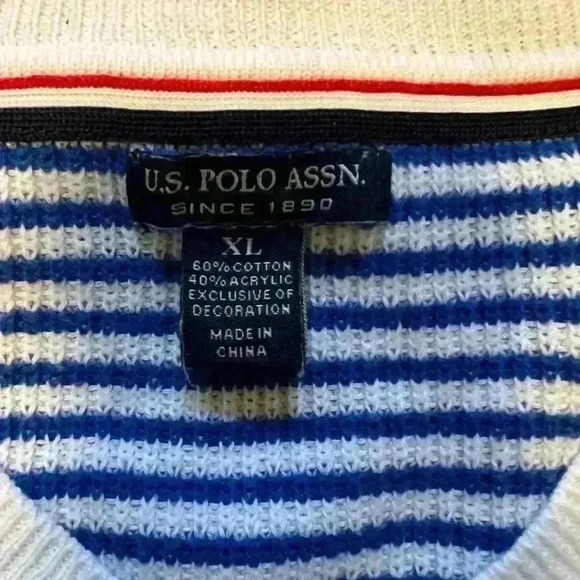 U.S. POLO ASSN.
SINCE 1890
XL
60% COTTON
40% ACRYLIC
EXCLUSIVE OF
DECORATION
MADE IN
CHINA